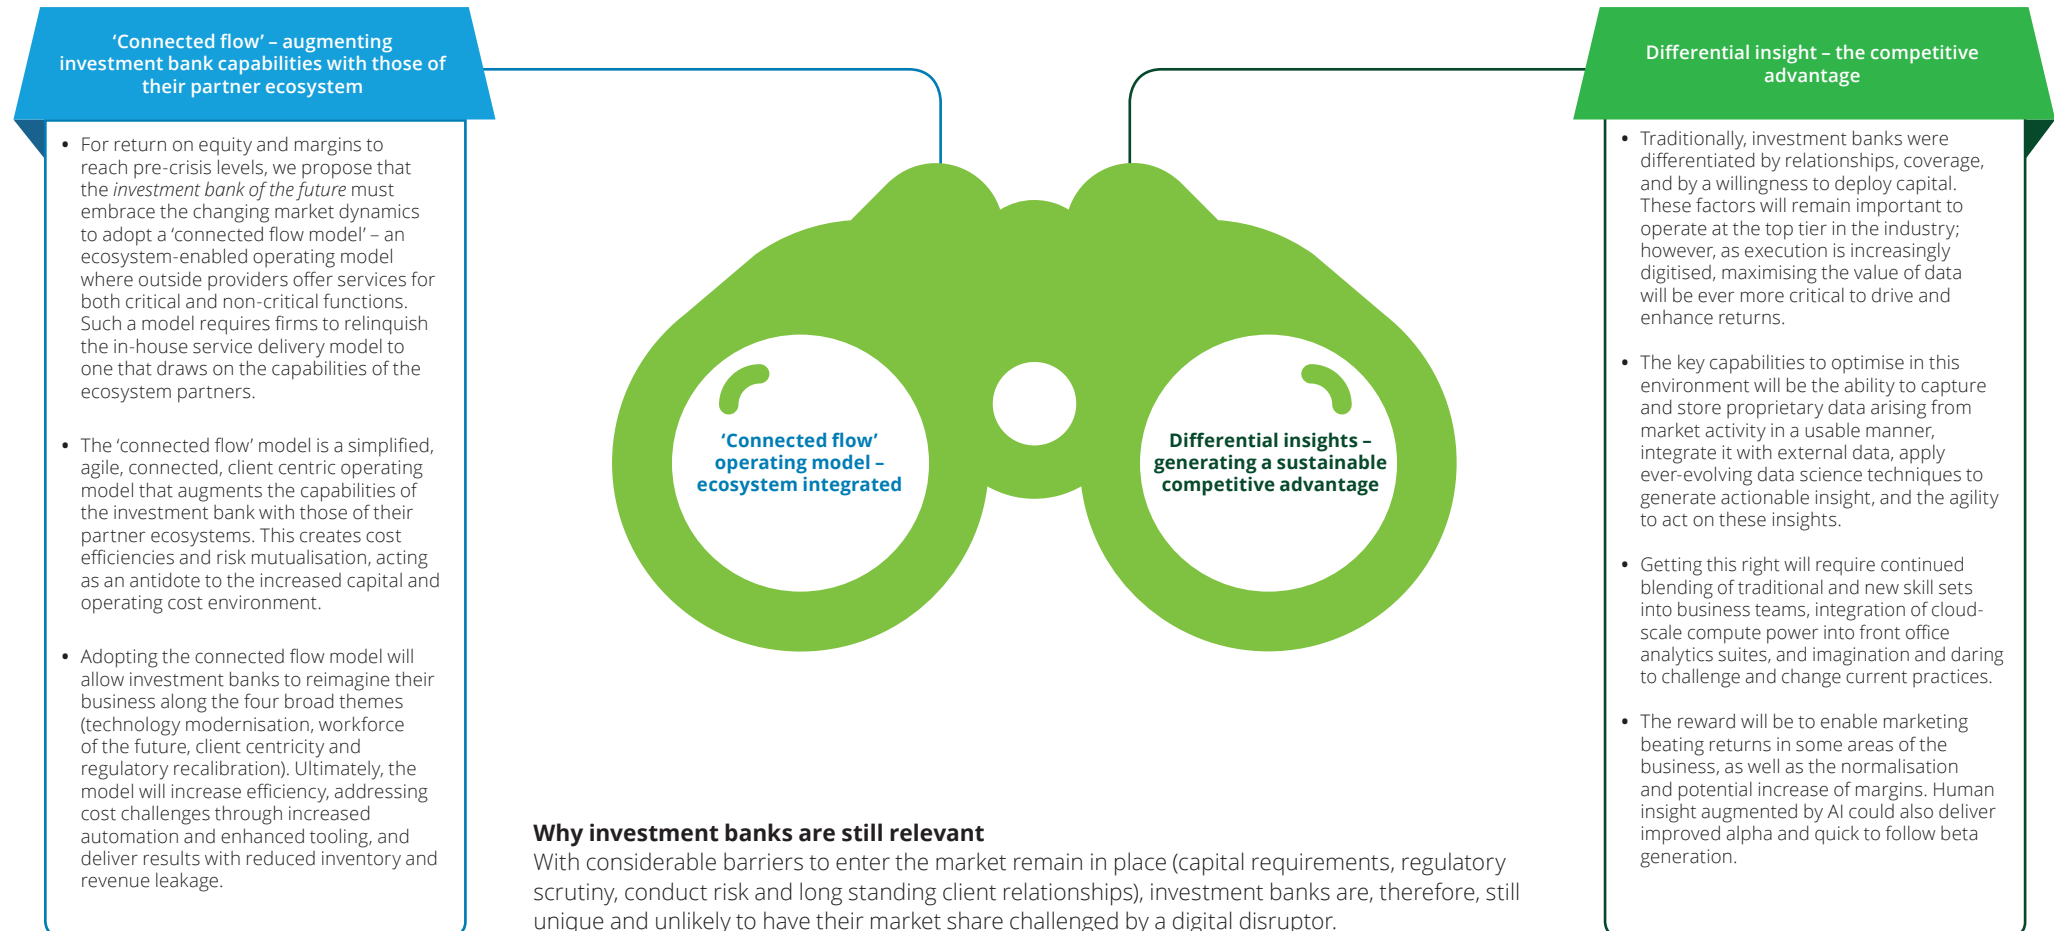 ‘Connected flow’ – augmenting
investment bank capabilities with those of
their partner ecosystem
• For return on equity and margins to
reach pre-crisis levels, we propose that
the investment bank of the future must
embrace the changing market dynamics
to adopt a ‘connected flow model’ – an
ecosystem-enabled operating model
where outside providers offer services for
both critical and non-critical functions.
Such a model requires firms to relinquish
the in-house service delivery model to
one that draws on the capabilities of the
ecosystem partners.
• The ‘connected flow’ model is a simplified,
agile, connected, client centric operating
model that augments the capabilities of
the investment bank with those of their
partner ecosystems. This creates cost
efficiencies and risk mutualisation, acting
as an antidote to the increased capital and
operating cost environment.
• Adopting the connected flow model will
allow investment banks to reimagine their
business along the four broad themes
(technology modernisation, workforce
of the future, client centricity and
regulatory recalibration). Ultimately, the
model will increase efficiency, addressing
cost challenges through increased
automation and enhanced tooling, and
deliver results with reduced inventory and
revenue leakage.
‘Connected flow’
operating model –
ecosystem integrated
Differential insights –
generating a sustainable
competitive advantage
Why investment banks are still relevant
With considerable barriers to enter the market remain in place (capital requirements, regulatory
scrutiny, conduct risk and long standing client relationships), investment banks are, therefore, still
unique and unlikely to have their market share challenged by a digital disruptor.
Differential insight – the competitive
advantage
• Traditionally, investment banks were
differentiated by relationships, coverage,
and by a willingness to deploy capital.
These factors will remain important to
operate at the top tier in the industry;
however, as execution is increasingly
digitised, maximising the value of data
will be ever more critical to drive and
enhance returns.
• The key capabilities to optimise in this
environment will be the ability to capture
and store proprietary data arising from
market activity in a usable manner,
integrate it with external data, apply
ever-evolving data science techniques to
generate actionable insight, and the agility
to act on these insights.
• Getting this right will require continued
blending of traditional and new skill sets
into business teams, integration of cloud-
scale compute power into front office
analytics suites, and imagination and daring
to challenge and change current practices.
• The reward will be to enable marketing
beating returns in some areas of the
business, as well as the normalisation
and potential increase of margins. Human
insight augmented by AI could also deliver
improved alpha and quick to follow beta
generation.